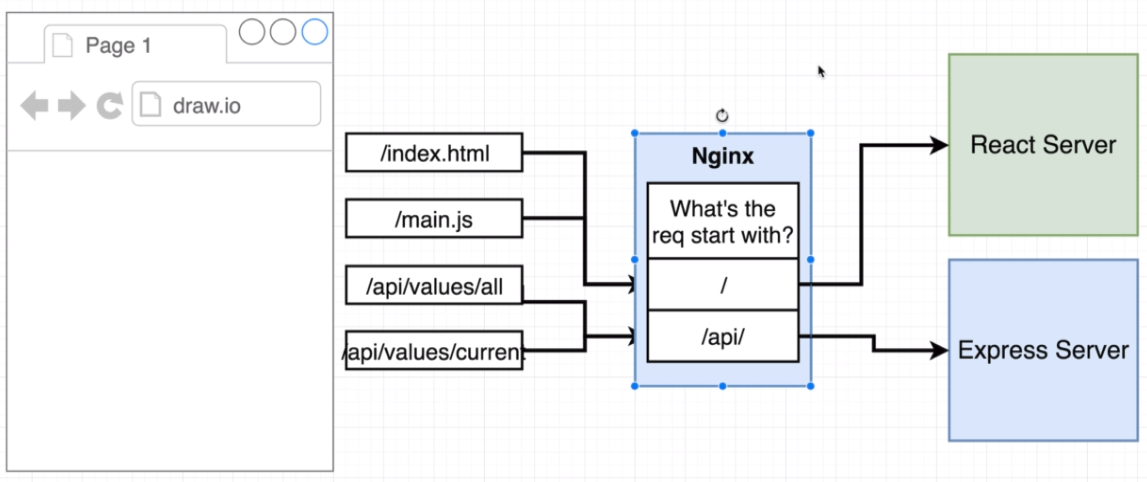 Page 1
draw.io
/index.html
/main.js
/api/values/all
/api/values/current
Nginx
What's the
req start with?
/
/api/
React Server
Express Server